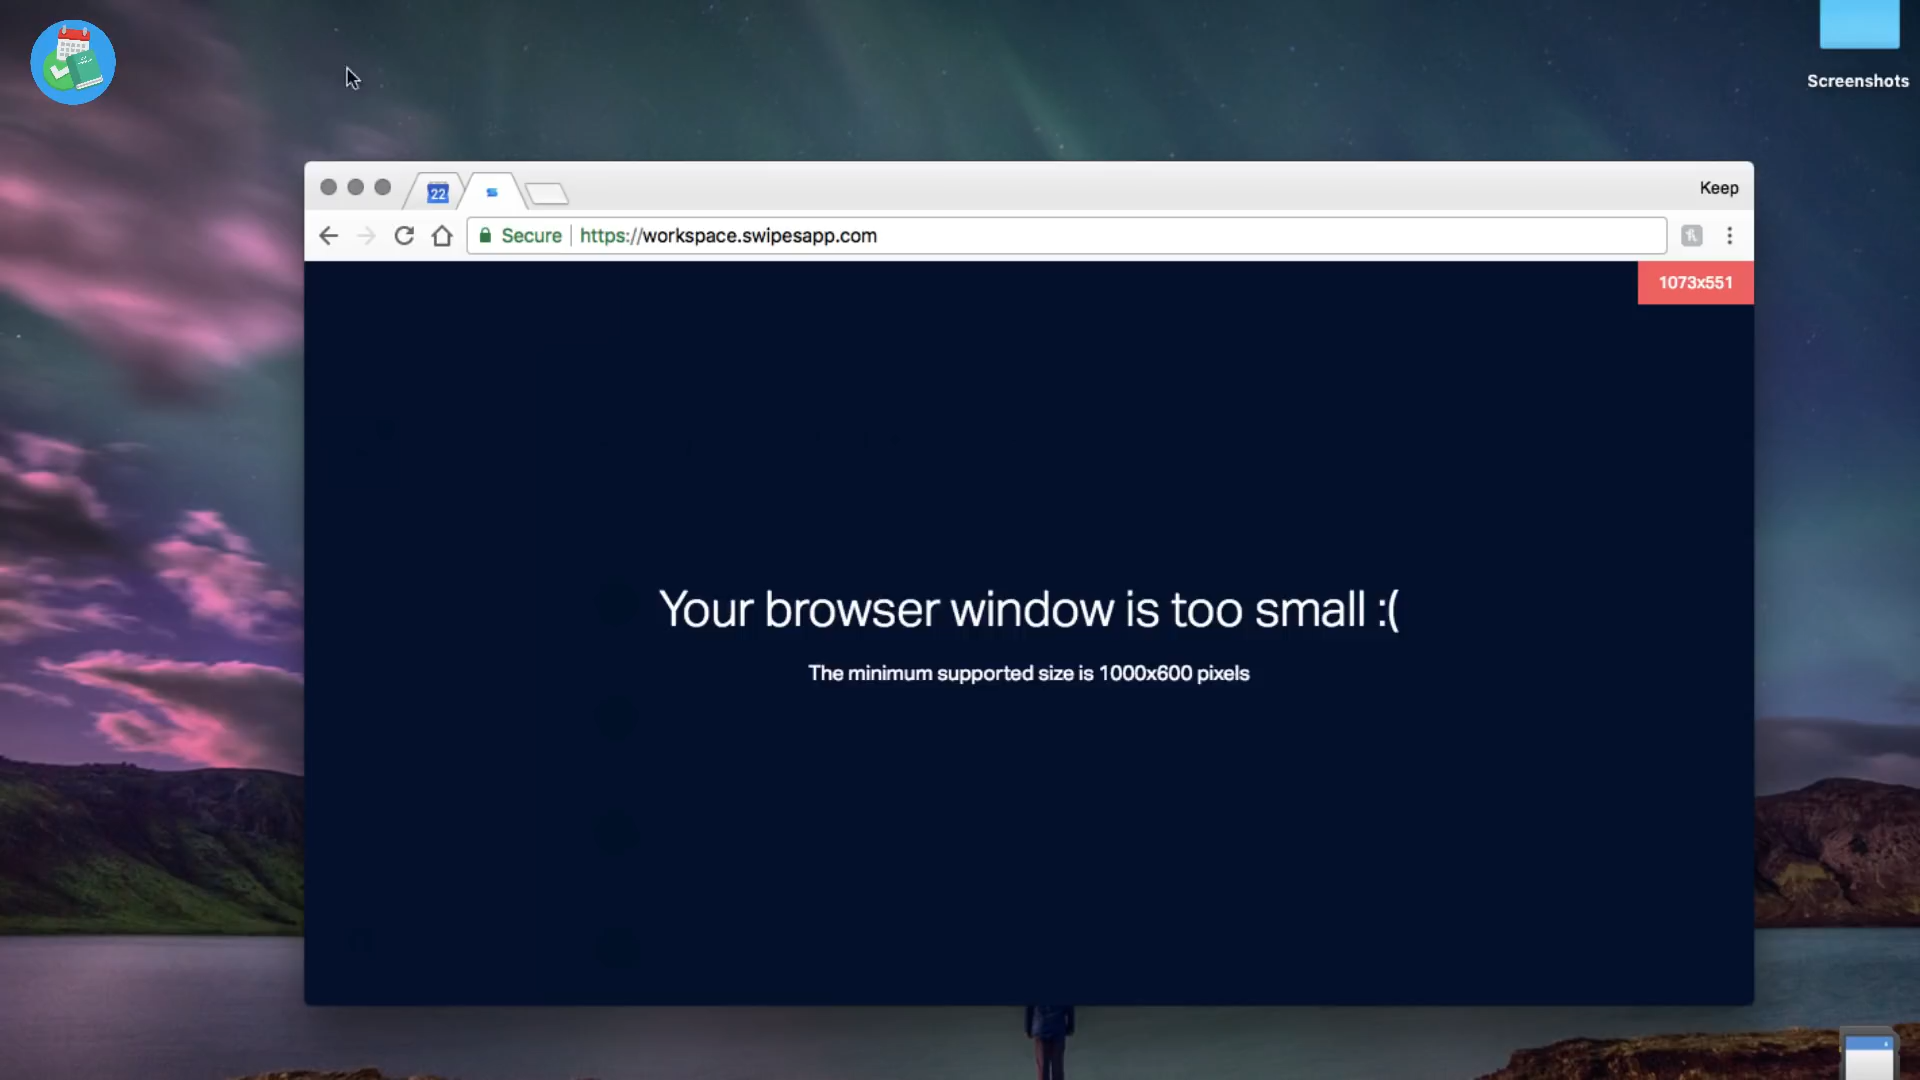 Screenshots
22
Keep
Secure
https://workspace.swipesapp.com
1073x551
Your browser window is too small :(
The minimum supported size is 1000x600 pixels